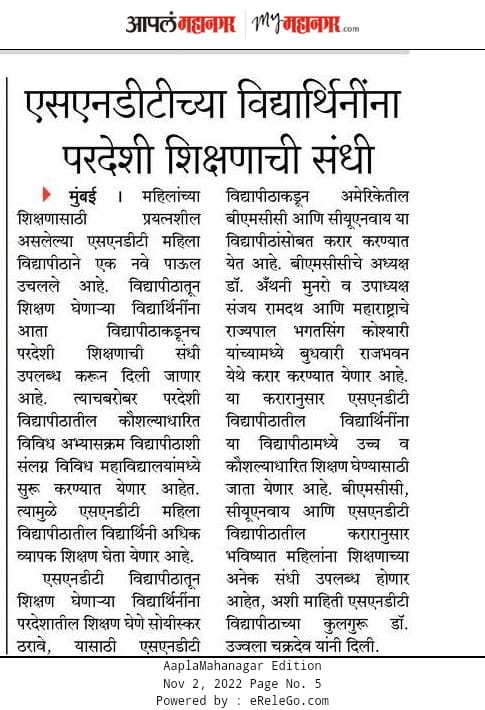 आपलं महानगर | My महानगर.com
एसएनडीटीच्या विद्यार्थिनींना
परदेशी शिक्षणाची संधी
मुंबई । महिलांच्या
शिक्षणासाठी प्रयत्नशील
असलेल्या एसएनडीटी महिला
विद्यापीठाने एक नवे पाऊल
उचलले आहे. विद्यापीठातून
शिक्षण घेणाऱ्या विद्यार्थिनींना
आता विद्यापीठाकडूनच
परदेशी शिक्षणाची संधी
उपलब्ध करून दिली जाणार
आहे. त्याचबरोबर परदेशी
विद्यापीठातील कौशल्याधारित
विविध अभ्यासक्रम विद्यापीठाशी
संलग्न विविध महाविद्यालयांमध्ये
सुरू करण्यात येणार आहेत.
त्यामुळे एसएनडीटी महिला
विद्यापीठातील विद्यार्थिनी अधिक
व्यापक शिक्षण घेता येणार आहे.
एसएनडीटी विद्यापीठातून
शिक्षण घेणाऱ्या विद्यार्थिनींना
परदेशातील शिक्षण घेणे सोयीस्कर
ठरावे, यासाठी एसएनडीटी
विद्यापीठाकडून अमेरिकेतील
बीएमसीसी आणि सीयूएनवाय या
विद्यापीठांसोबत करार करण्यात
येत आहे. बीएमसीसीचे अध्यक्ष
डॉ. अँथनी मुनरो व उपाध्यक्ष
संजय रामदथ आणि महाराष्ट्राचे
राज्यपाल भगतसिंग कोश्यारी
यांच्यामध्ये बुधवारी राजभवन
येथे करार करण्यात येणार आहे.
या करारानुसार एसएनडीटी
विद्यापीठातील विद्यार्थिनींना
या विद्यापीठामध्ये उच्च व
कौशल्याधारित शिक्षण घेण्यासाठी
जाता येणार आहे. बीएमसीसी,
सीयूएनवाय आणि एसएनडीटी
विद्यापीठातील करारानुसार
भविष्यात महिलांना शिक्षणाच्या
अनेक संधी उपलब्ध होणार
आहेत, अशी माहिती एसएनडीटी
विद्यापीठाच्या कुलगुरू डॉ.
उज्वला चक्रदेव यांनी दिली.
AaplaMahanagar Edition
Nov 2, 2022 Page No. 5
Powered by : eReleGo.com